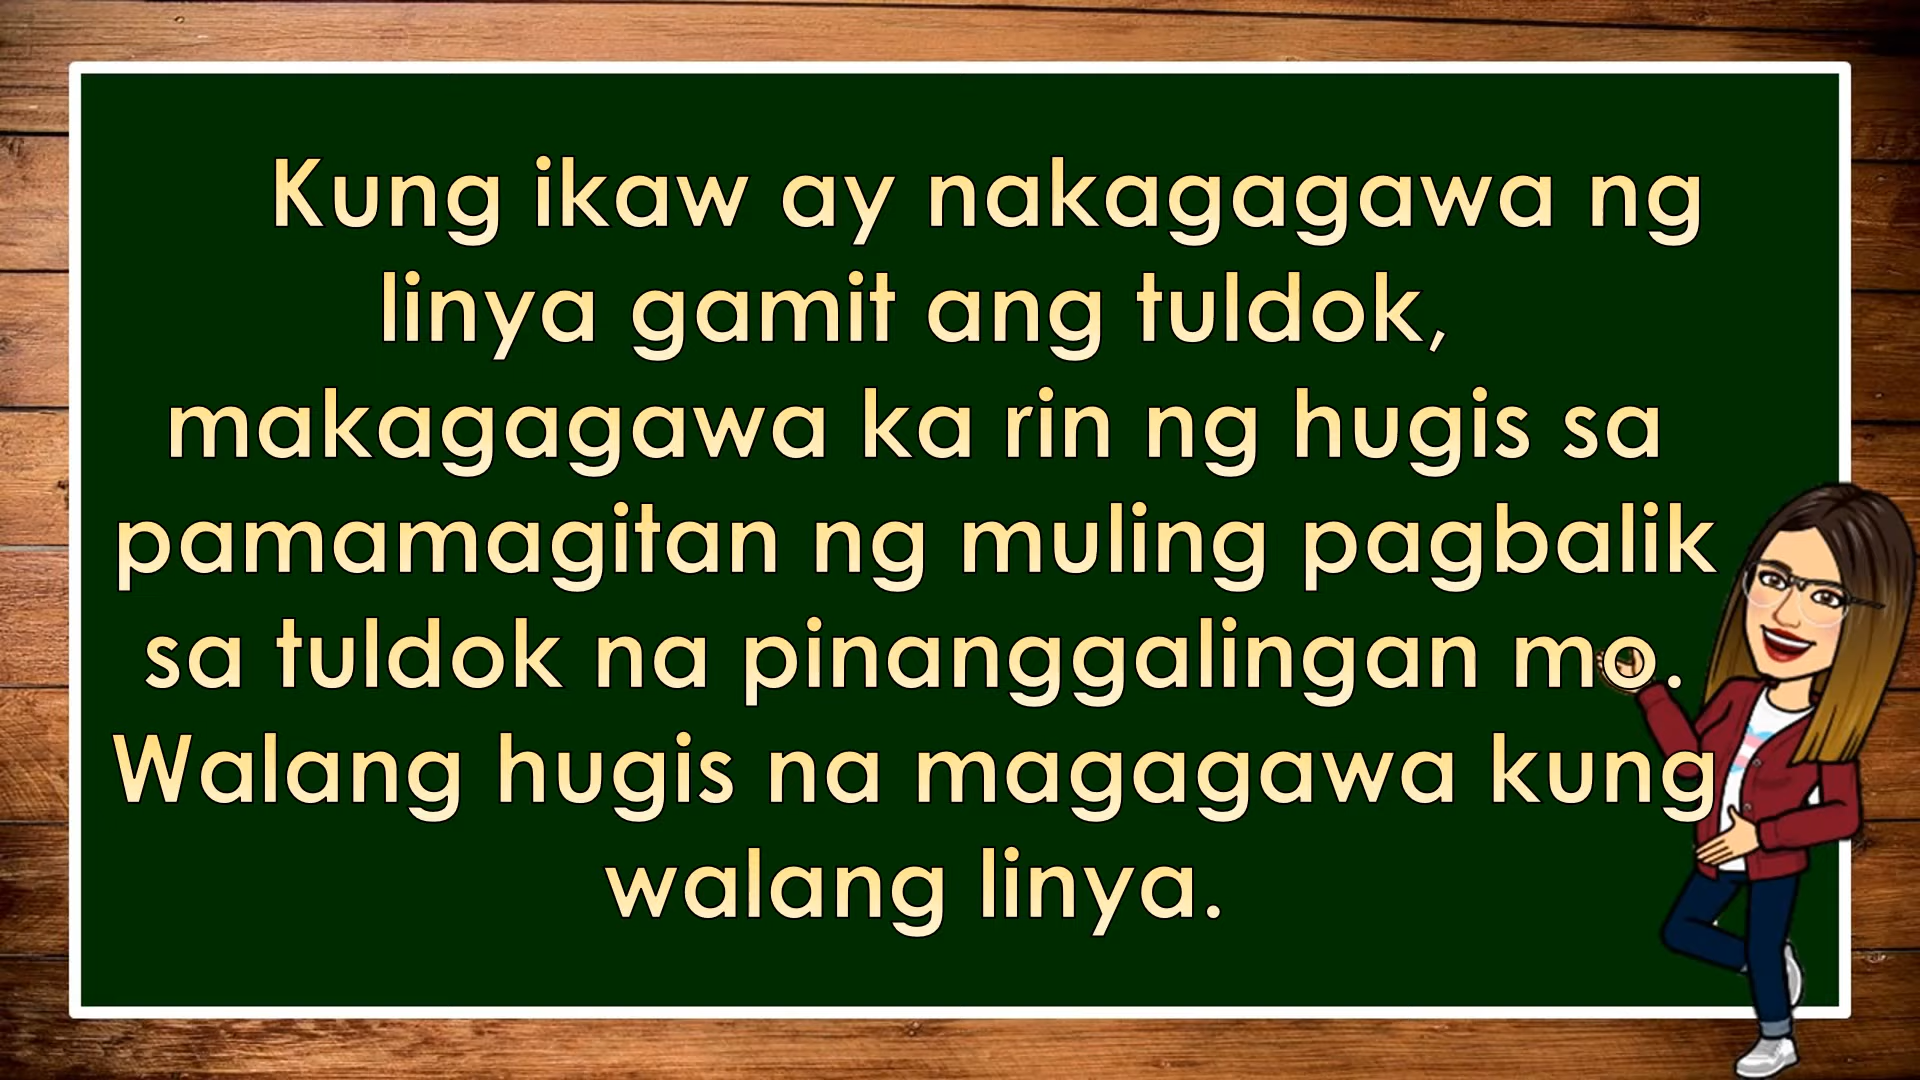 Kung ikaw ay nakagagawa ng
linya gamit ang tuldok,
makagagawa ka rin ng hugis sa
pamamagitan ng muling pagbalik
sa tuldok na pinanggalingan mo.
Walang hugis na magagawa kung
walang linya.